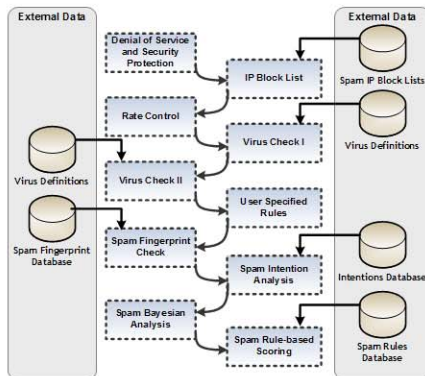 External Data
External Data
Denial of Service
and Security
Protection
IP Block List
Spam IP Block Lists
Rate Control
Virus Check I
Virus Definitions
Virus Definitions
Virus Check II
User Specified
Rules
Spam Fingerprint
Database
Spam Fingerprint
Check
Spam Intention
Analysis
Intentions Database
Spam Bayesian
Analysis
Spam Rule-based
Scoring
Spam Rules
Database